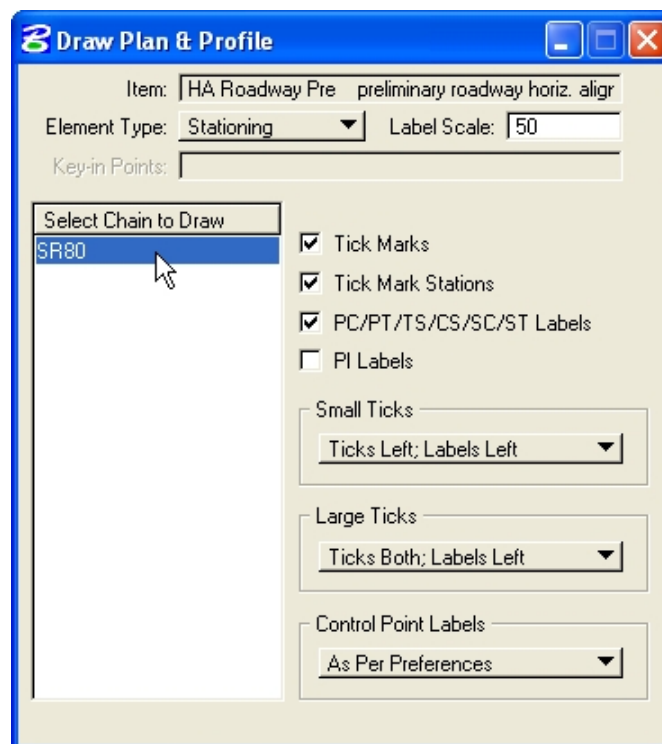 Draw Plan & Profile
Item: HA Roadway Pre preliminary roadway horiz. aligr
Element Type: Stationing Label Scale: 50
Key-in Points:
Select Chain to Draw
SR80
Tick Marks
Tick Mark Stations
PC/PT/TS/CS/SC/ST Labels
PI Labels
Small Ticks
Ticks Left; Labels Left
Large Ticks
Ticks Both; Labels Left
Control Point Labels
As Per Preferences